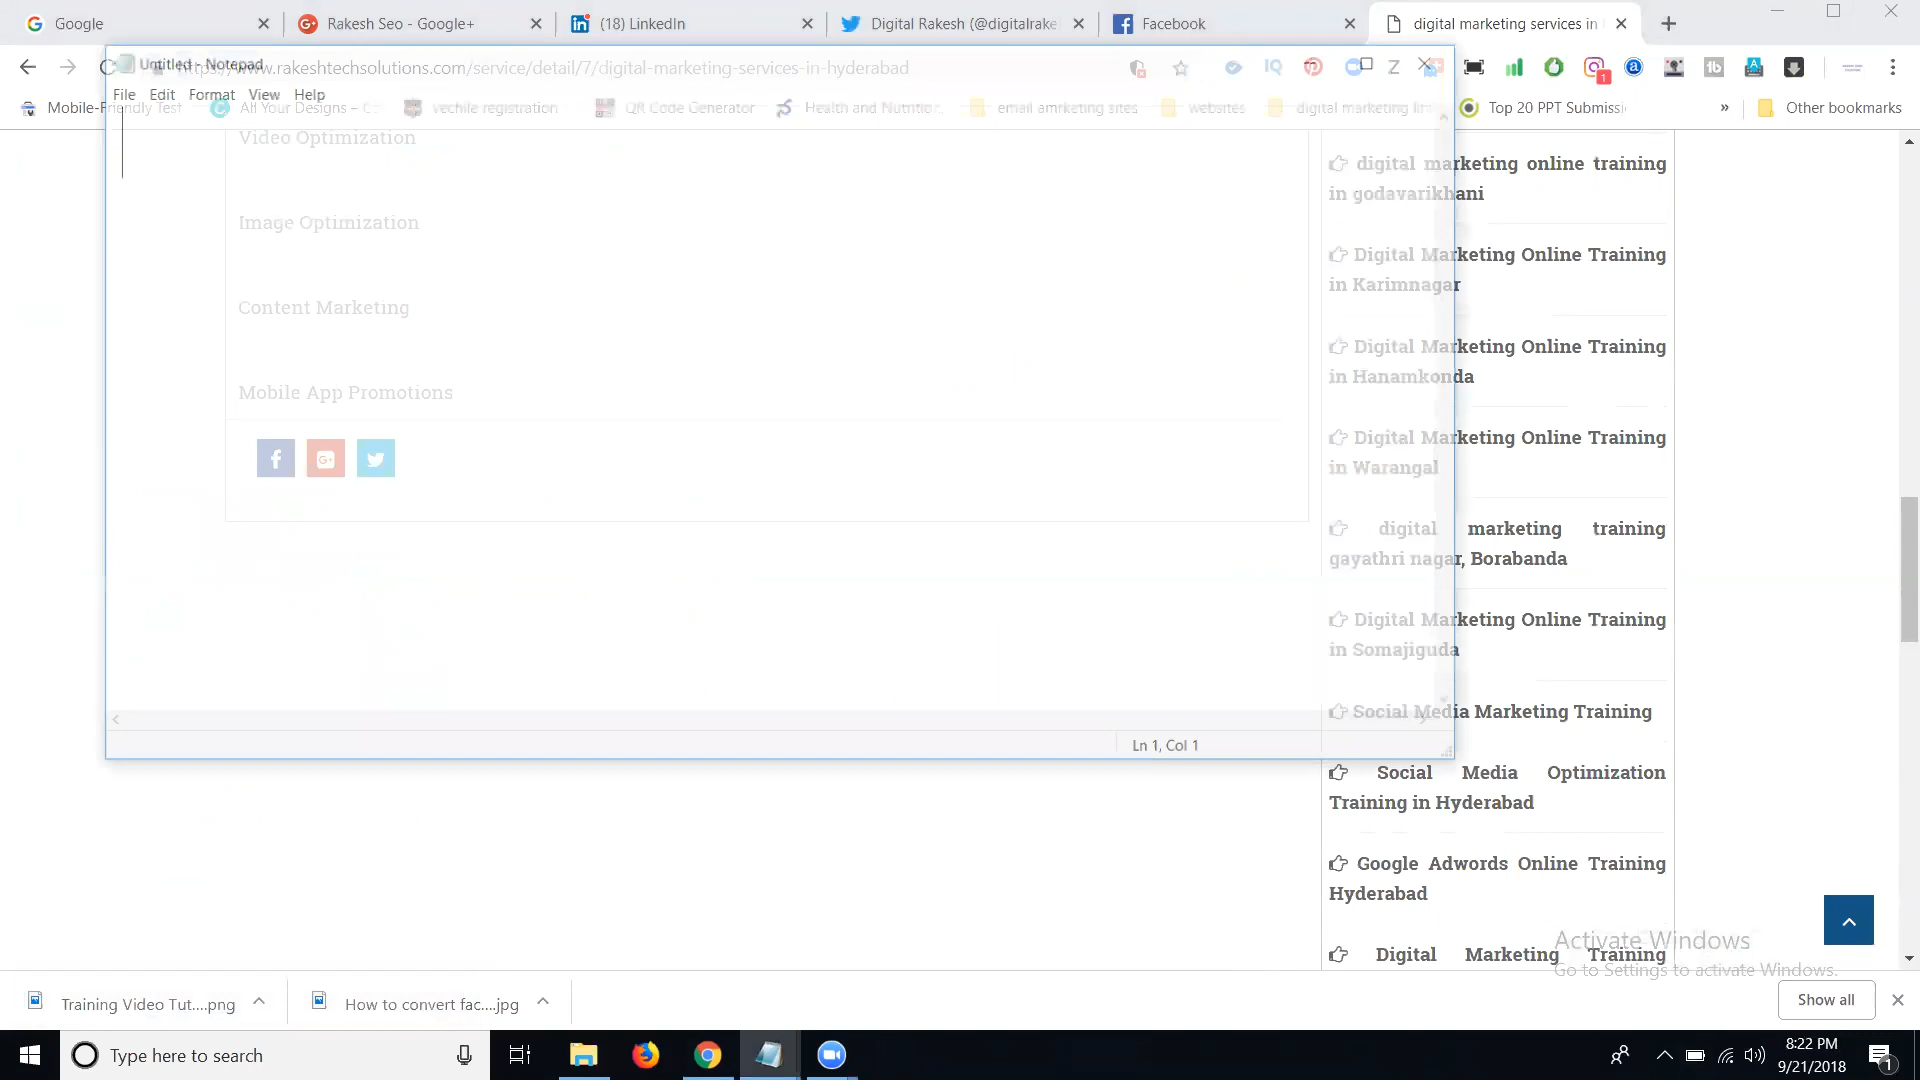 Google
Rakesh Seo - Google+
(18) LinkedIn
Digital Rakesh (@digitalrake
Facebook
digital marketing services in
Untitled - Notepad
https://www.rakeshtechsolutions.com/service/detail/7/digital-marketing-services-in-hyderabad
File Edit Format View Help
Mobile-Friendly Test
All Your Designs – Ca
vechile registration
QR Code Generator
Health and Nutrition
email amrketing sites
websites
digital marketing lin
Top 20 PPT Submissi
»
Other bookmarks
Video Optimization
Image Optimization
Content Marketing
Mobile App Promotions
digital marketing online training
in godavarikhani
Digital Marketing Online Training
in Karimnagar
Digital Marketing Online Training
in Hanamkonda
Digital Marketing Online Training
in Warangal
digital marketing training
gayathri nagar, Borabanda
Digital Marketing Online Training
in Somajiguda
Social Media Marketing Training
Social Media Optimization
Training in Hyderabad
Google Adwords Online Training
Hyderabad
Digital Marketing Training
Ln 1, Col 1
Activate Windows
Go to Settings to activate Windows.
Training Video Tut....png
How to convert fac....jpg
Show all
Type here to search
8:22 PM
9/21/2018
1